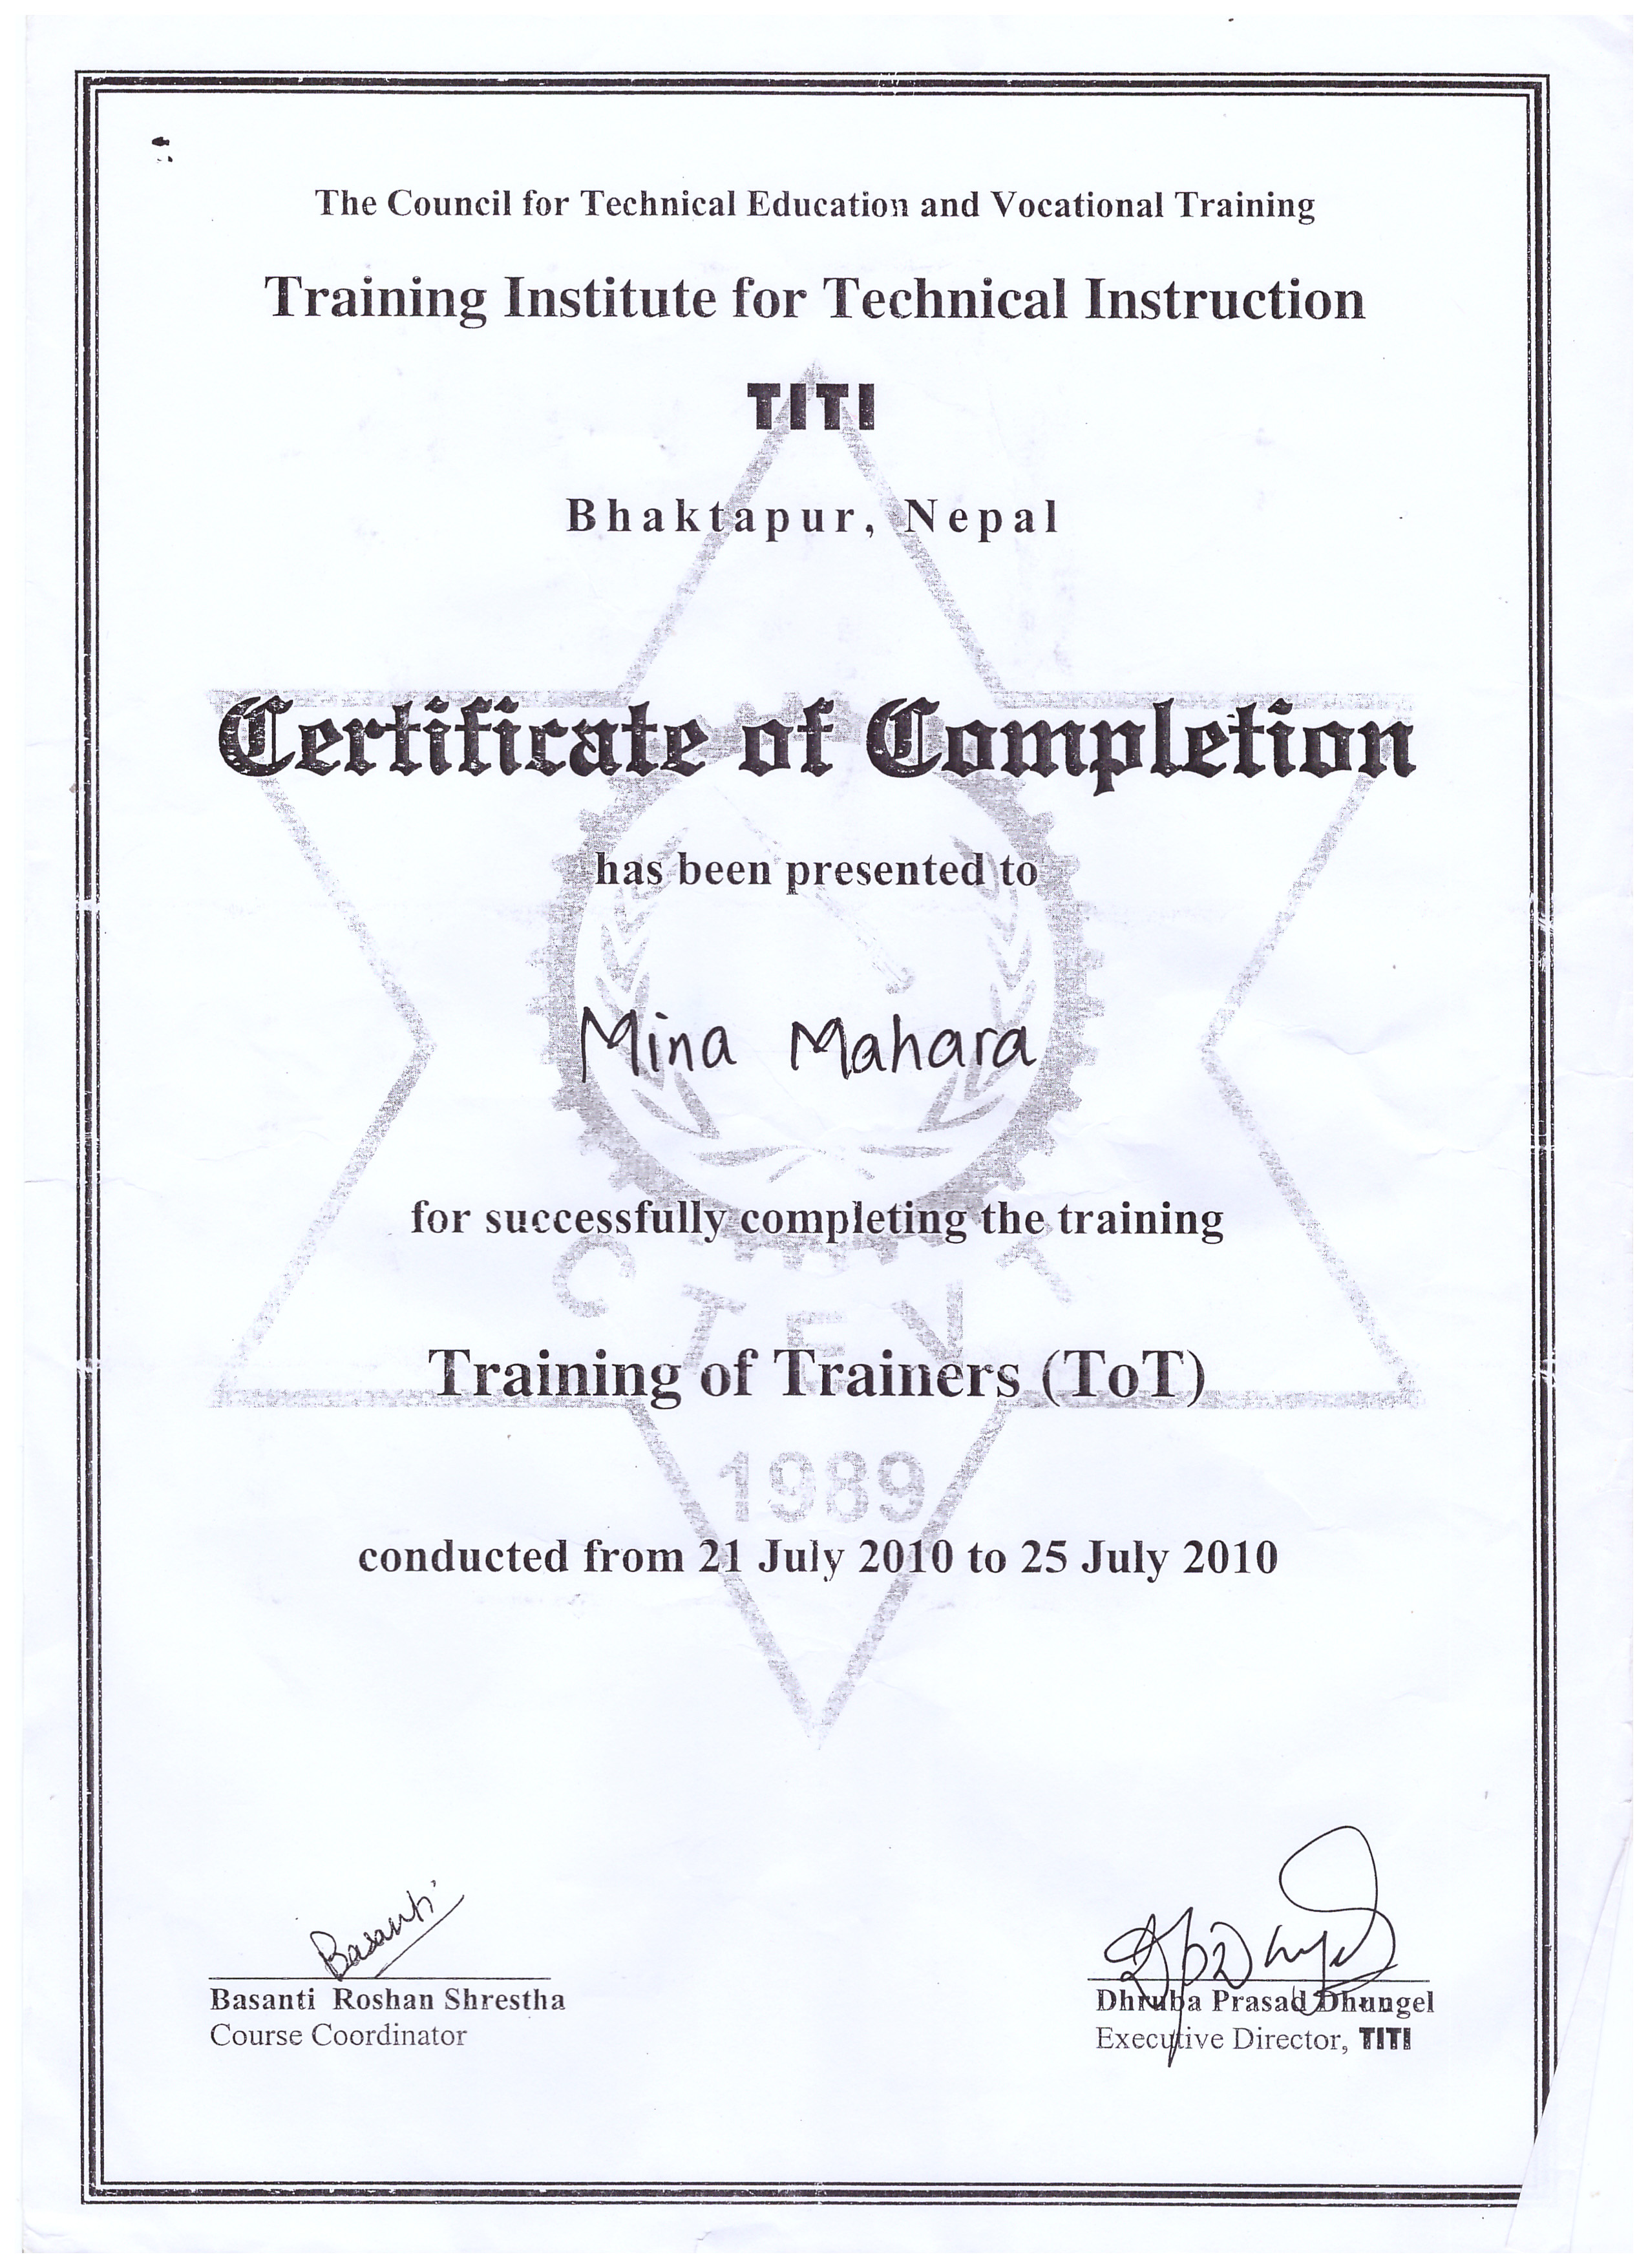 The Council for Technical Education and Vocational Training
Training Institute for Technical Instruction
TITI
Bhaktapur, Nepal
Certificate of Completion
has been presented to
Mina Mahara
for successfully completing the training
CTEVT
Training of Trainers (ToT)
1989
conducted from 21 July 2010 to 25 July 2010
Basanti
Basanti Roshan Shrestha
Course Coordinator
Dhruba Prasad Dhungel
Executive Director, TITI